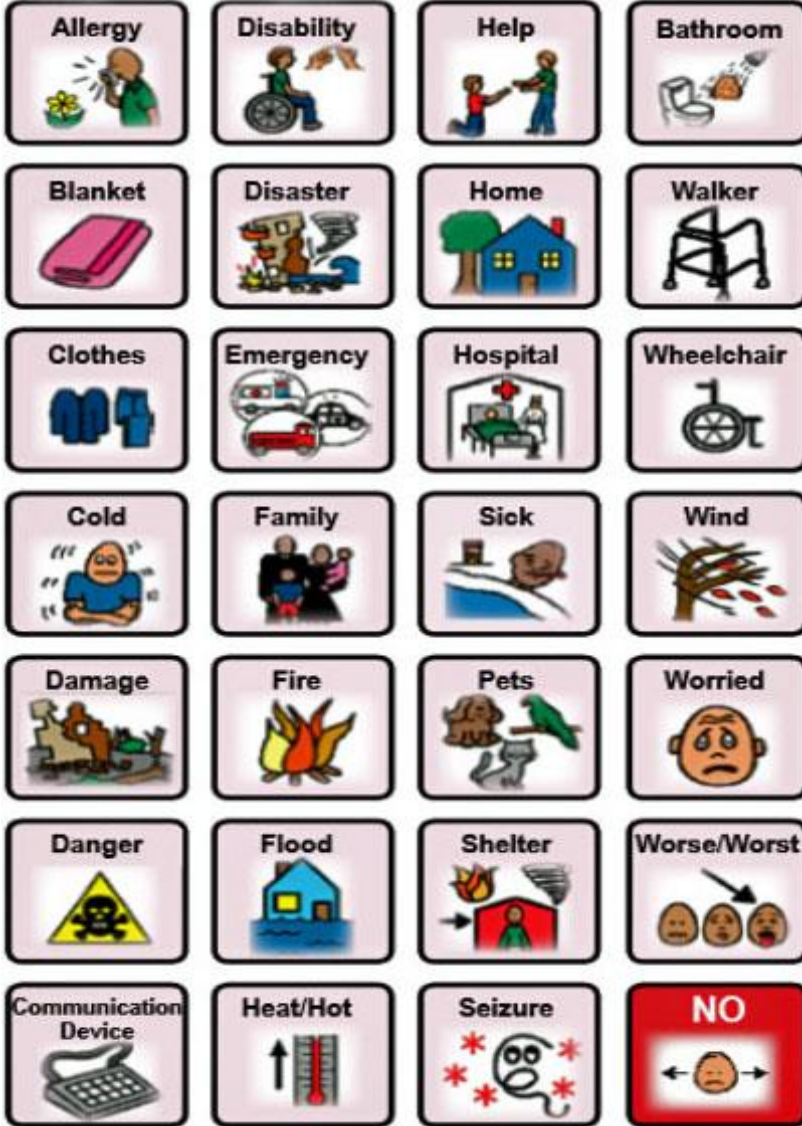 Allergy
Disability
Help
Bathroom
Blanket
Disaster
Home
Walker
Clothes
Emergency
Hospital
Wheelchair
Cold
Family
Sick
Wind
Damage
Fire
Pets
Worried
Danger
Flood
Shelter
Worse/Worst
Communication
Device
Heat/Hot
Seizure
NO